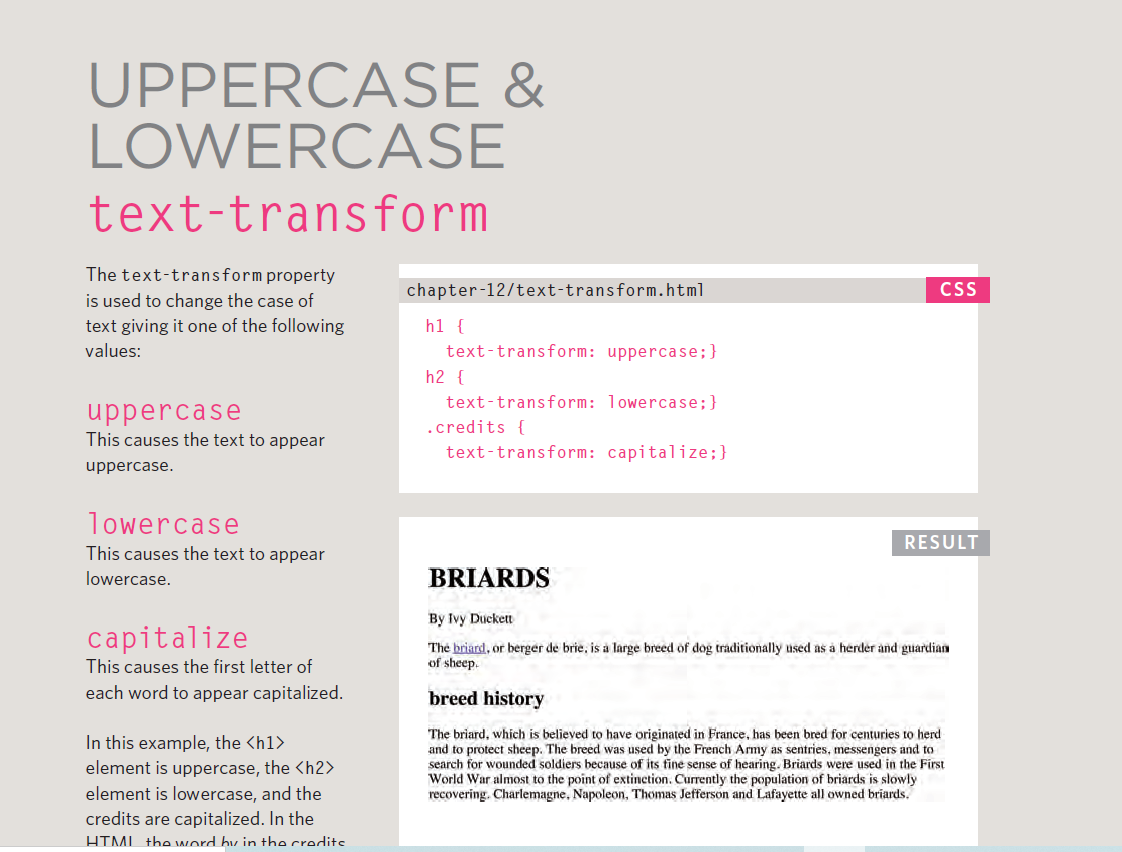 UPPERCASE &
LOWERCASE
text-transform
The text-transform property
is used to change the case of
text giving it one of the following
values:
uppercase
This causes the text to appear
uppercase.
lowercase
This causes the text to appear
lowercase.
capitalize
This causes the first letter of
each word to appear capitalized.
In this example, the <h1>
element is uppercase, the <h2>
element is lowercase, and the
credits are capitalized. In the
HTML, the word by in the credits
chapter-12/text-transform.html
CSS
h1 {
text-transform: uppercase;}
h2 {
text-transform: lowercase;}
.credits {
text-transform: capitalize;}
RESULT
BRIARDS
By Ivy Duckett
The briard, or berger de brie, is a large breed of dog traditionally used as a herder and guardian
of sheep.
breed history
The briard, which is believed to have originated in France, has been bred for centuries to herd
and to protect sheep. The breed was used by the French Army as sentries, messengers and to
search for wounded soldiers because of its fine sense of hearing. Briards were used in the First
World War almost to the point of extinction. Currently the population of briards is slowly
recovering. Charlemagne, Napoleon, Thomas Jefferson and Lafayette all owned briards.